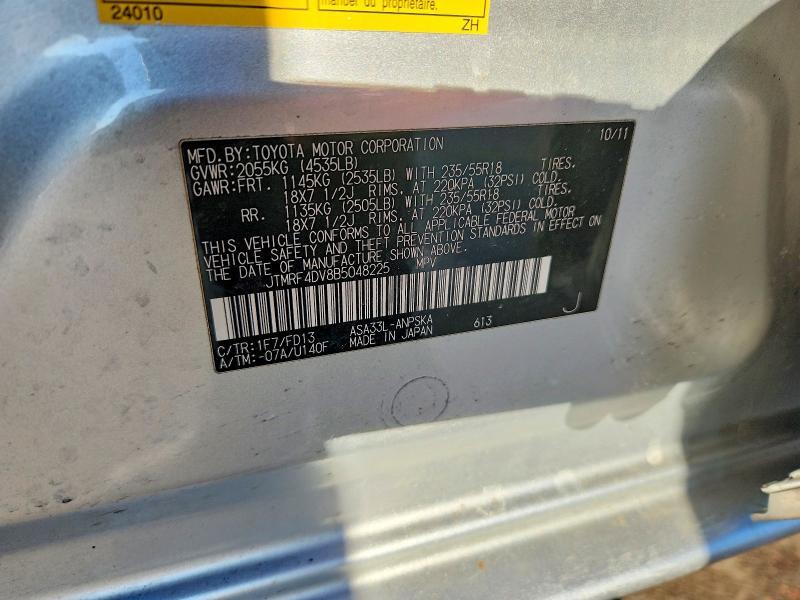 24010
manuel du propriétaire.
ZH
MFD.BY:TOYOTA MOTOR CORPORATION 10/11
GVWR:2055KG (4535LB)
GAWR:FRT. 1145KG (2535LB) WITH 235/55R18 TIRES.
18X7 1/2J RIMS. AT 220KPA (32PSI) COLD.
RR. 1135KG (2505LB) WITH 235/55R18 TIRES.
18X7 1/2J RIMS. AT 220KPA (32PSI) COLD.
THIS VEHICLE CONFORMS TO ALL APPLICABLE FEDERAL MOTOR
VEHICLE SAFETY AND THEFT PREVENTION STANDARDS IN EFFECT ON
THE DATE OF MANUFACTURE SHOWN ABOVE.
JTMRF4DV8B5048225 MPV
C/TR:1F7/FD13 ASA33L-ANPSKA 613 J
A/TM:-07A/U140F MADE IN JAPAN